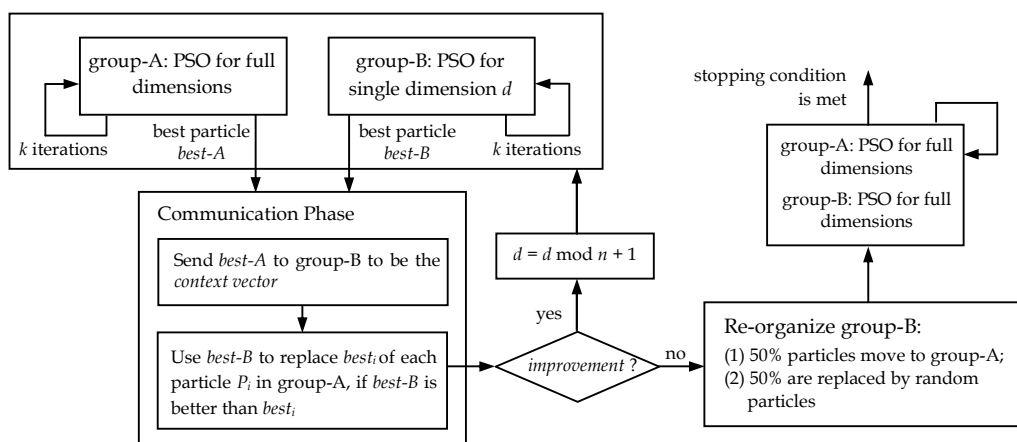 group-A: PSO for full
dimensions
k iterations
best particle
best-A
group-B: PSO for
single dimension d
best particle
best-B
k iterations
Communication Phase
Send best-A to group-B to be the
context vector
Use best-B to replace besti of each
particle Pi in group-A, if best-B is
better than besti
improvement ?
yes
d = d mod n + 1
no
Re-organize group-B:
(1) 50% particles move to group-A;
(2) 50% are replaced by random
particles
group-A: PSO for full
dimensions
group-B: PSO for full
dimensions
stopping condition
is met